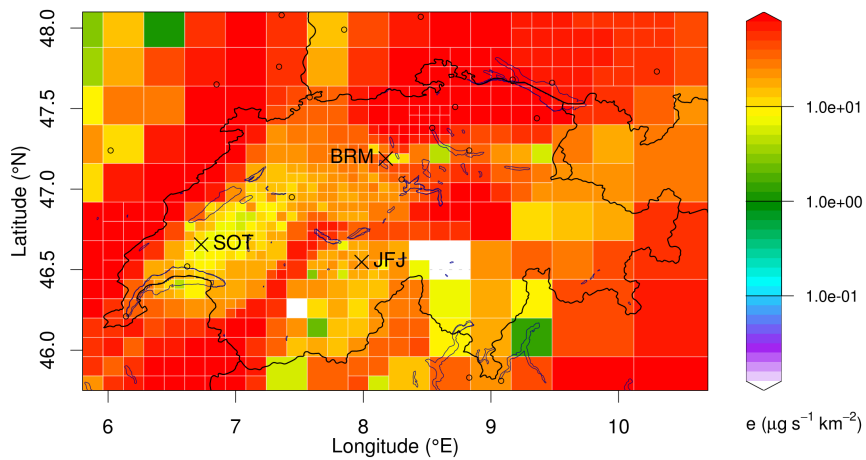 48.0
47.5
47.0
46.5
46.0
Latitude (°N)
BRM
SOT
JFJ
6
7
8
9
10
Longitude (°E)
1.0e+01
1.0e+00
1.0e-01
e (μg s⁻¹ km⁻²)